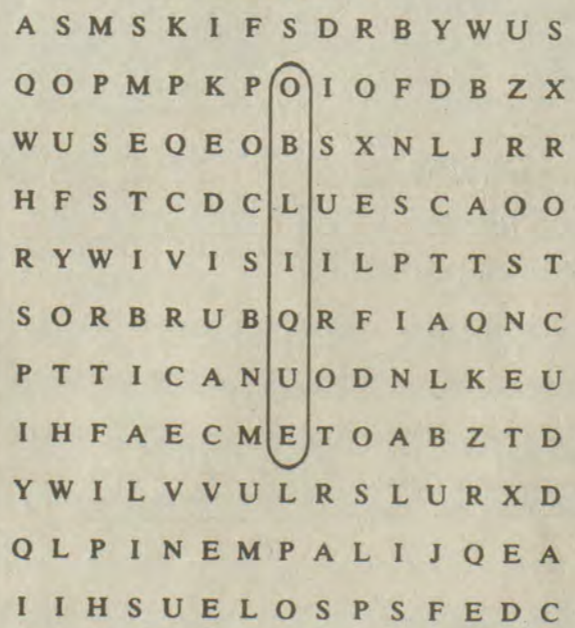 A S M S K I F S D R B Y W U S
Q O P M P K P O I O F D B Z X
W U S E Q E O B S X N L J R R
H F S T C D C L U E S C A O O
R Y W I V I S I I L P T T S T
S O R B R U B Q R F I A Q N C
P T T I C A N U O D N L K E U
I H F A E C M E T O A B Z T D
Y W I L V V U L R S L U R X D
Q L P I N E M P A L I J Q E A
I I H S U E L O S P S F E D C